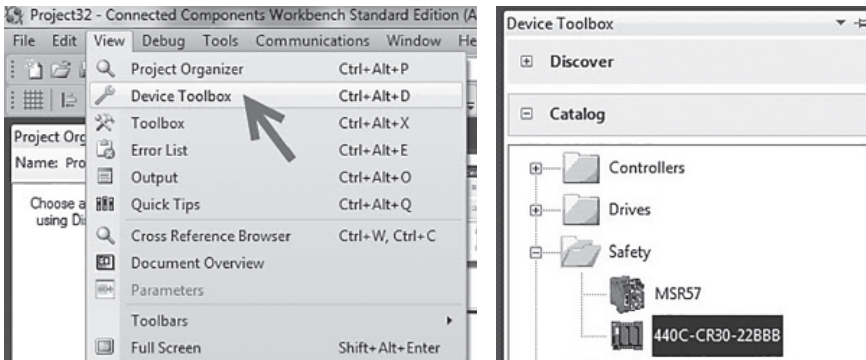 Project32 - Connected Components Workbench Standard Edition (A
File Edit View Debug Tools Communications Window He
Project Organizer Ctrl+Alt+P
Device Toolbox Ctrl+Alt+D
Toolbox Ctrl+Alt+X
Error List Ctrl+Alt+E
Output Ctrl+Alt+O
Quick Tips Ctrl+Alt+Q
Cross Reference Browser Ctrl+W, Ctrl+C
Document Overview
Parameters
Toolbars
Full Screen Shift+Alt+Enter
Project Org
Name: Pro
Choose a
using Di
Device Toolbox
Discover
Catalog
Controllers
Drives
Safety
MSR57
440C-CR30-22BBB